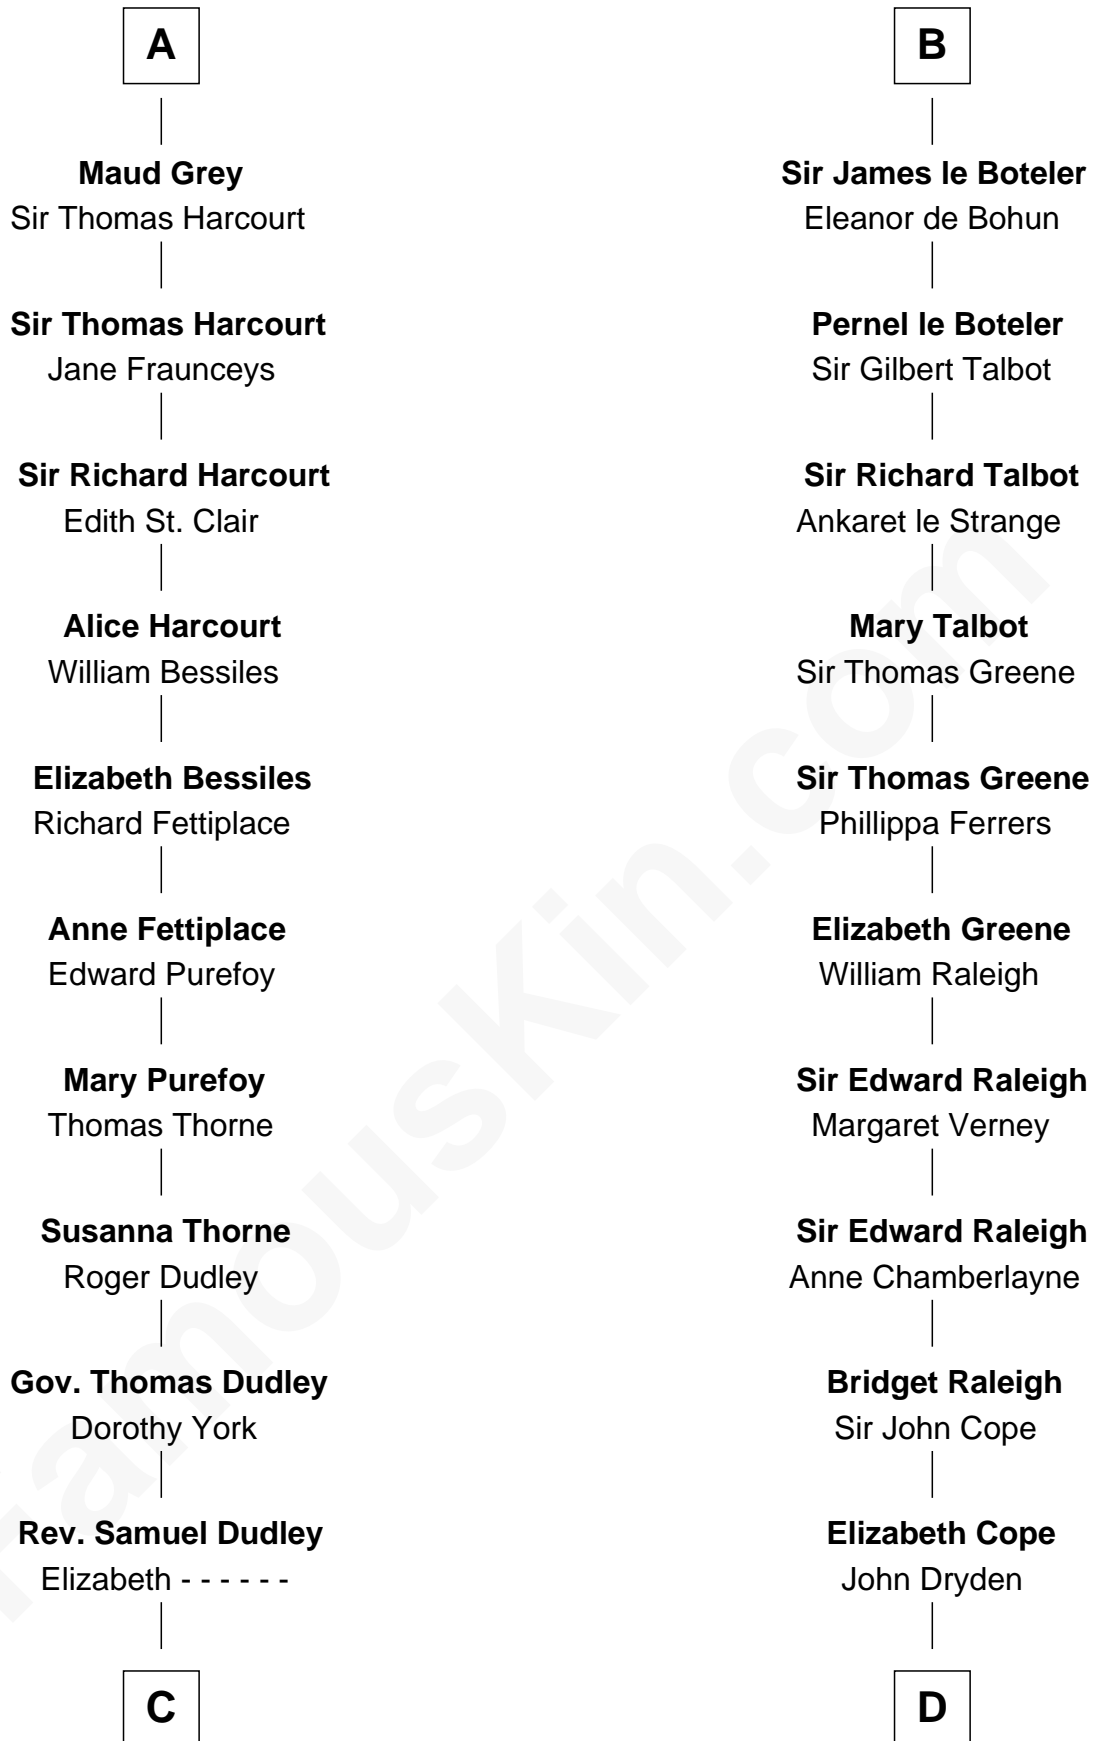 A
Maud Grey
Sir Thomas Harcourt
Sir Thomas Harcourt
Jane Fraunceys
Sir Richard Harcourt
Edith St. Clair
Alice Harcourt
William Bessiles
Elizabeth Bessiles
Richard Fettiplace
Anne Fettiplace
Edward Purefoy
Mary Purefoy
Thomas Thorne
Susanna Thorne
Roger Dudley
Gov. Thomas Dudley
Dorothy York
Rev. Samuel Dudley
Elizabeth - - - - - -
C
B
Sir James le Boteler
Eleanor de Bohun
Pernel le Boteler
Sir Gilbert Talbot
Sir Richard Talbot
Ankaret le Strange
Mary Talbot
Sir Thomas Greene
Sir Thomas Greene
Phillippa Ferrers
Elizabeth Greene
William Raleigh
Sir Edward Raleigh
Margaret Verney
Sir Edward Raleigh
Anne Chamberlayne
Bridget Raleigh
Sir John Cope
Elizabeth Cope
John Dryden
D
FamousKin.com